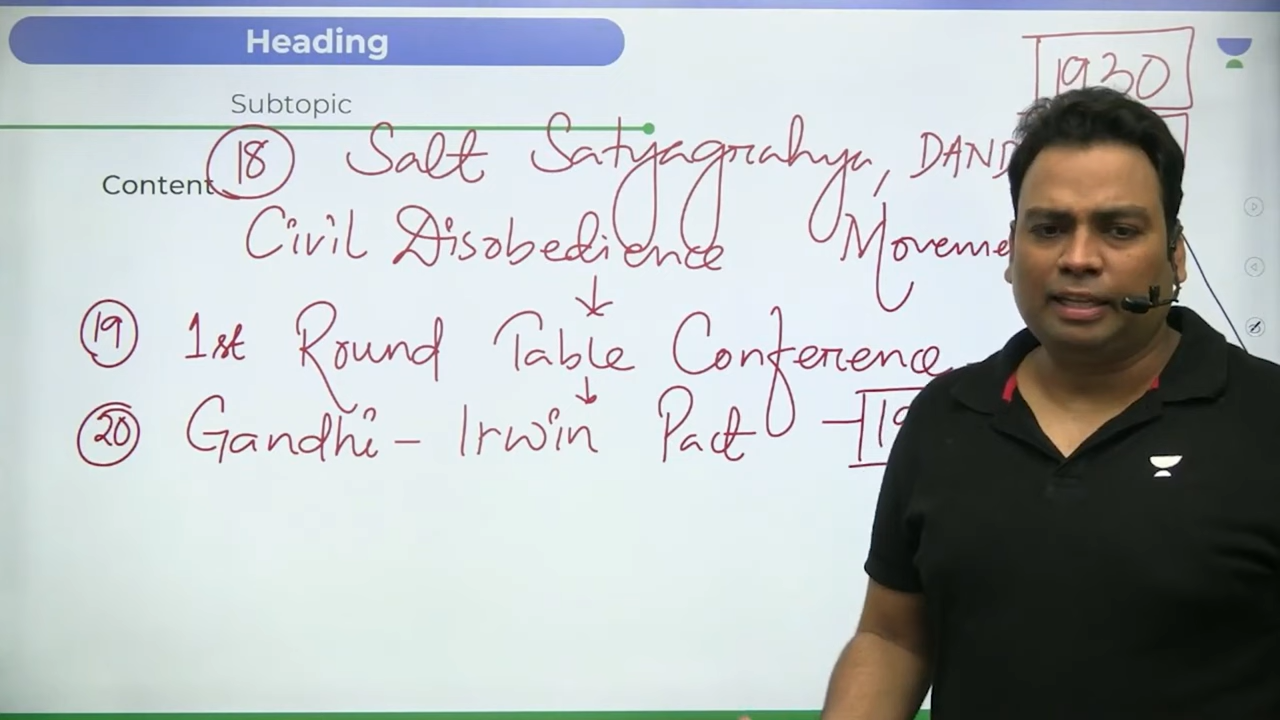 Heading
1930
Subtopic
18 Salt Satyagrahya, DAND
Content
Civil Disobedience Moveme
19 1st Round Table Conference
20 Gandhi - Irwin Pact - 19